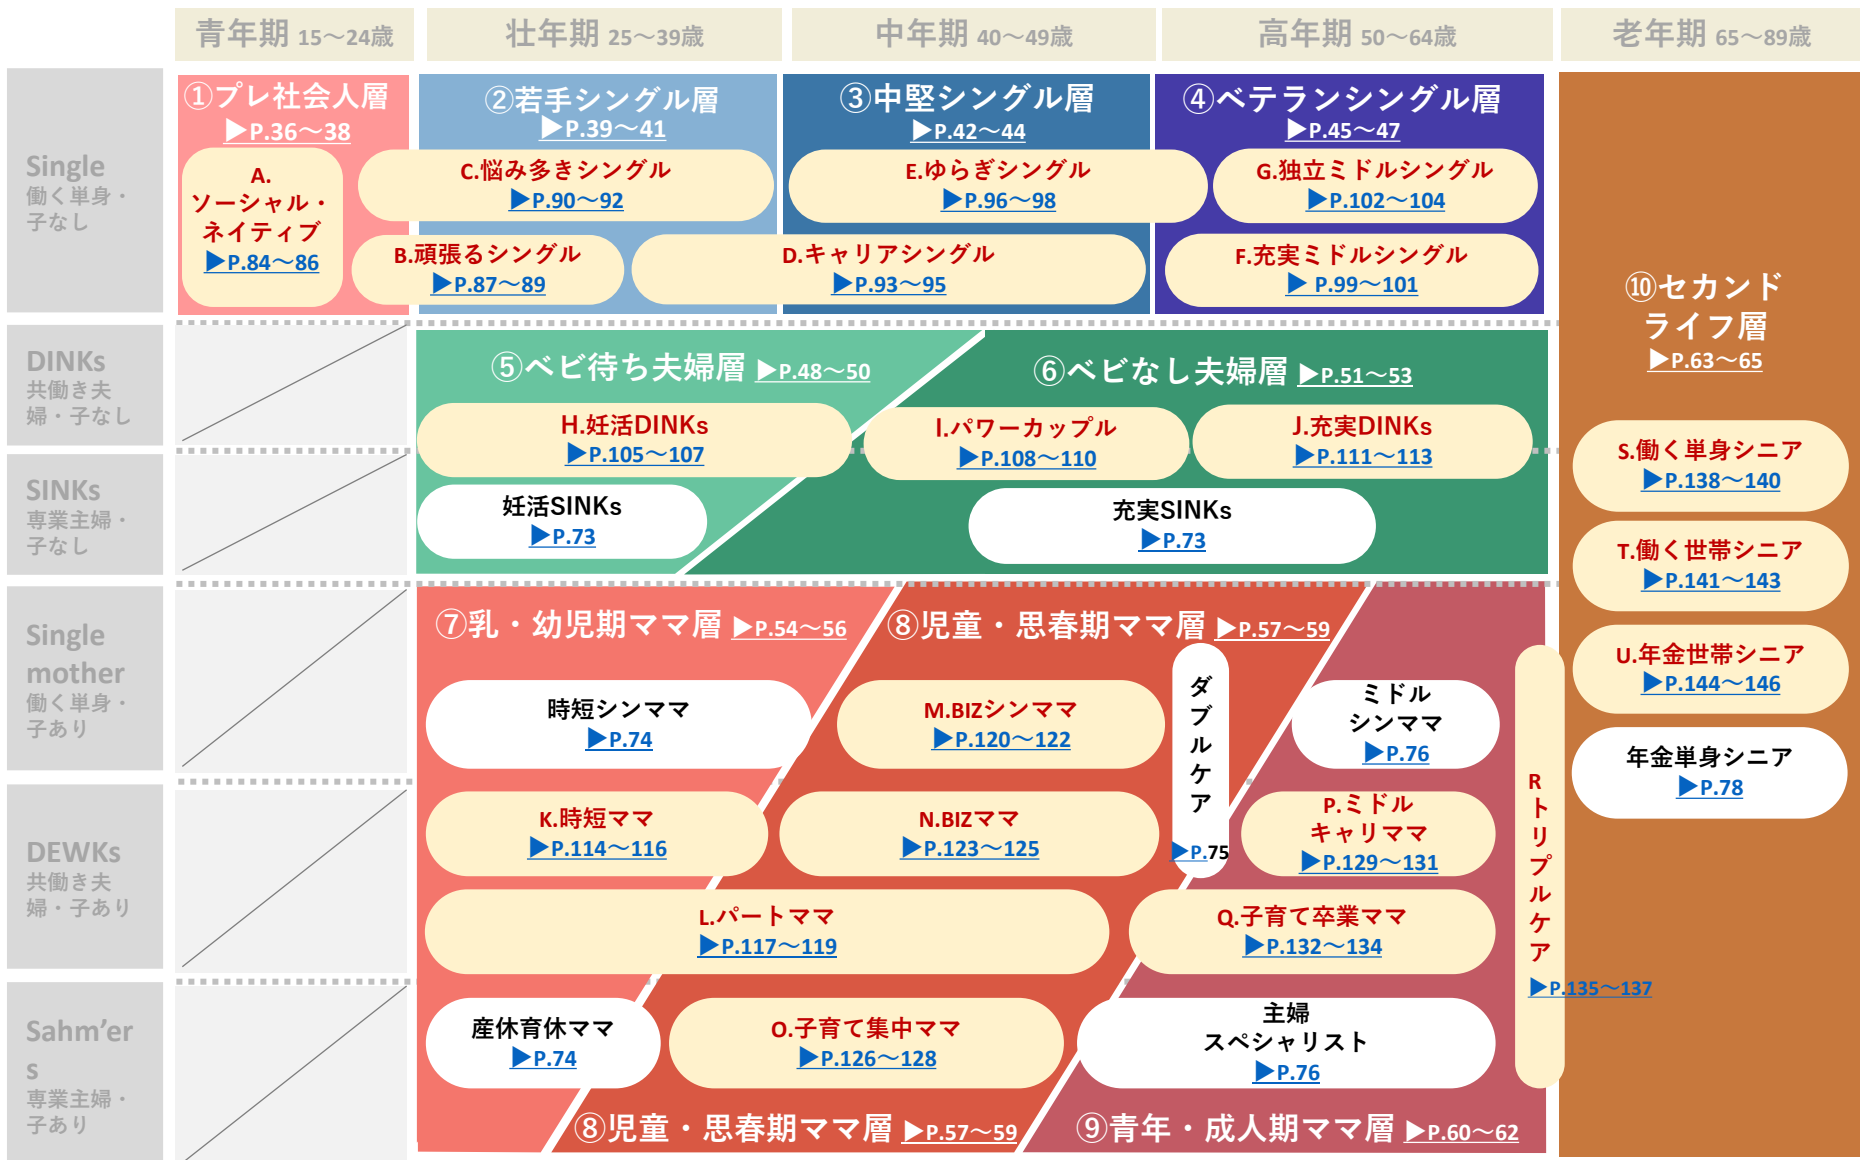 青年期 15～24歳
壮年期 25～39歳
中年期 40～49歳
高年期 50～64歳
老年期 65～89歳
Single
働く単身・
子なし
①プレ社会人層
▶P.36～38
②若手シングル層
▶P.39～41
③中堅シングル層
▶P.42～44
④ベテランシングル層
▶P.45～47
A.
ソーシャル・
ネイティブ
▶P.84～86
C.悩み多きシングル
▶P.90～92
E.ゆらぎシングル
▶P.96～98
G.独立ミドルシングル
▶P.102～104
B.頑張るシングル
▶P.87～89
D.キャリアシングル
▶P.93～95
F.充実ミドルシングル
▶ P.99～101
⑩セカンド
ライフ層
▶P.63～65
DINKs
共働き夫
婦・子なし
⑤ベビ待ち夫婦層 ▶P.48～50
⑥ベビなし夫婦層 ▶P.51～53
H.妊活DINKs
▶P.105～107
I.パワーカップル
▶P.108～110
J.充実DINKs
▶P.111～113
SINKs
専業主婦・
子なし
妊活SINKs
▶P.73
充実SINKs
▶P.73
S.働く単身シニア
▶P.138～140
T.働く世帯シニア
▶P.141～143
U.年金世帯シニア
▶P.144～146
年金単身シニア
▶P.78
Single
mother
働く単身・
子あり
⑦乳・幼児期ママ層 ▶P.54～56
⑧児童・思春期ママ層 ▶P.57～59
時短シンママ
▶P.74
M.BIZシンママ
▶P.120～122
ダブルケア
▶P.75
ミドル
シンママ
▶P.76
DEWKs
共働き夫
婦・子あり
K.時短ママ
▶P.114～116
N.BIZママ
▶P.123～125
P.ミドル
キャリママ
▶P.129～131
Rトリプルケア
▶P.135～137
L.パートママ
▶P.117～119
Q.子育て卒業ママ
▶P.132～134
Sahm’er
s
専業主婦・
子あり
産休育休ママ
▶P.74
O.子育て集中ママ
▶P.126～128
主婦
スペシャリスト
▶P.76
⑧児童・思春期ママ層 ▶P.57～59
⑨青年・成人期ママ層 ▶P.60～62